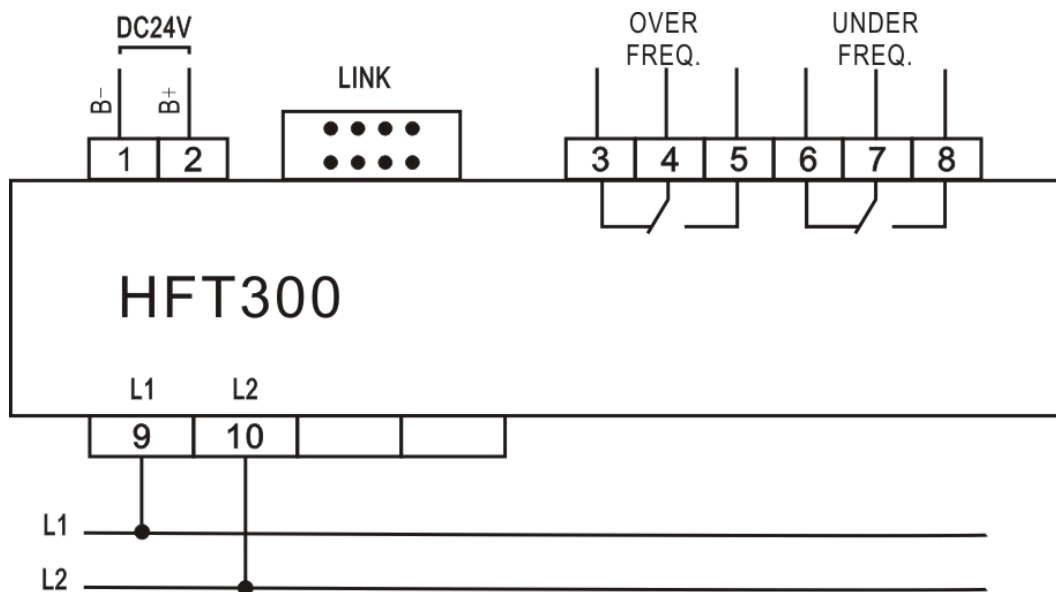 DC24V
B-
B+
LINK
OVER
FREQ.
UNDER
FREQ.
1 2
3 4 5 6 7 8
HFT300
L1 L2
9 10
L1
L2